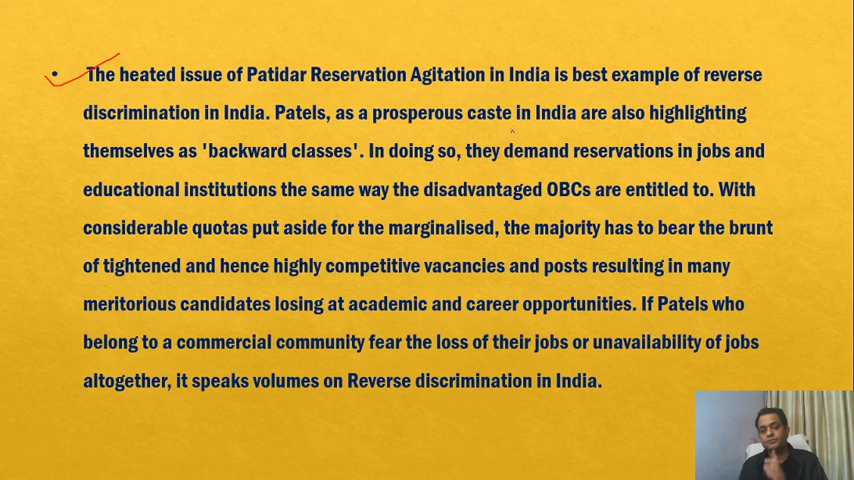 • The heated issue of Patidar Reservation Agitation in India is best example of reverse
discrimination in India. Patels, as a prosperous caste in India are also highlighting
themselves as 'backward classes'. In doing so, they demand reservations in jobs and
educational institutions the same way the disadvantaged OBCs are entitled to. With
considerable quotas put aside for the marginalised, the majority has to bear the brunt
of tightened and hence highly competitive vacancies and posts resulting in many
meritorious candidates losing at academic and career opportunities. If Patels who
belong to a commercial community fear the loss of their jobs or unavailability of jobs
altogether, it speaks volumes on Reverse discrimination in India.